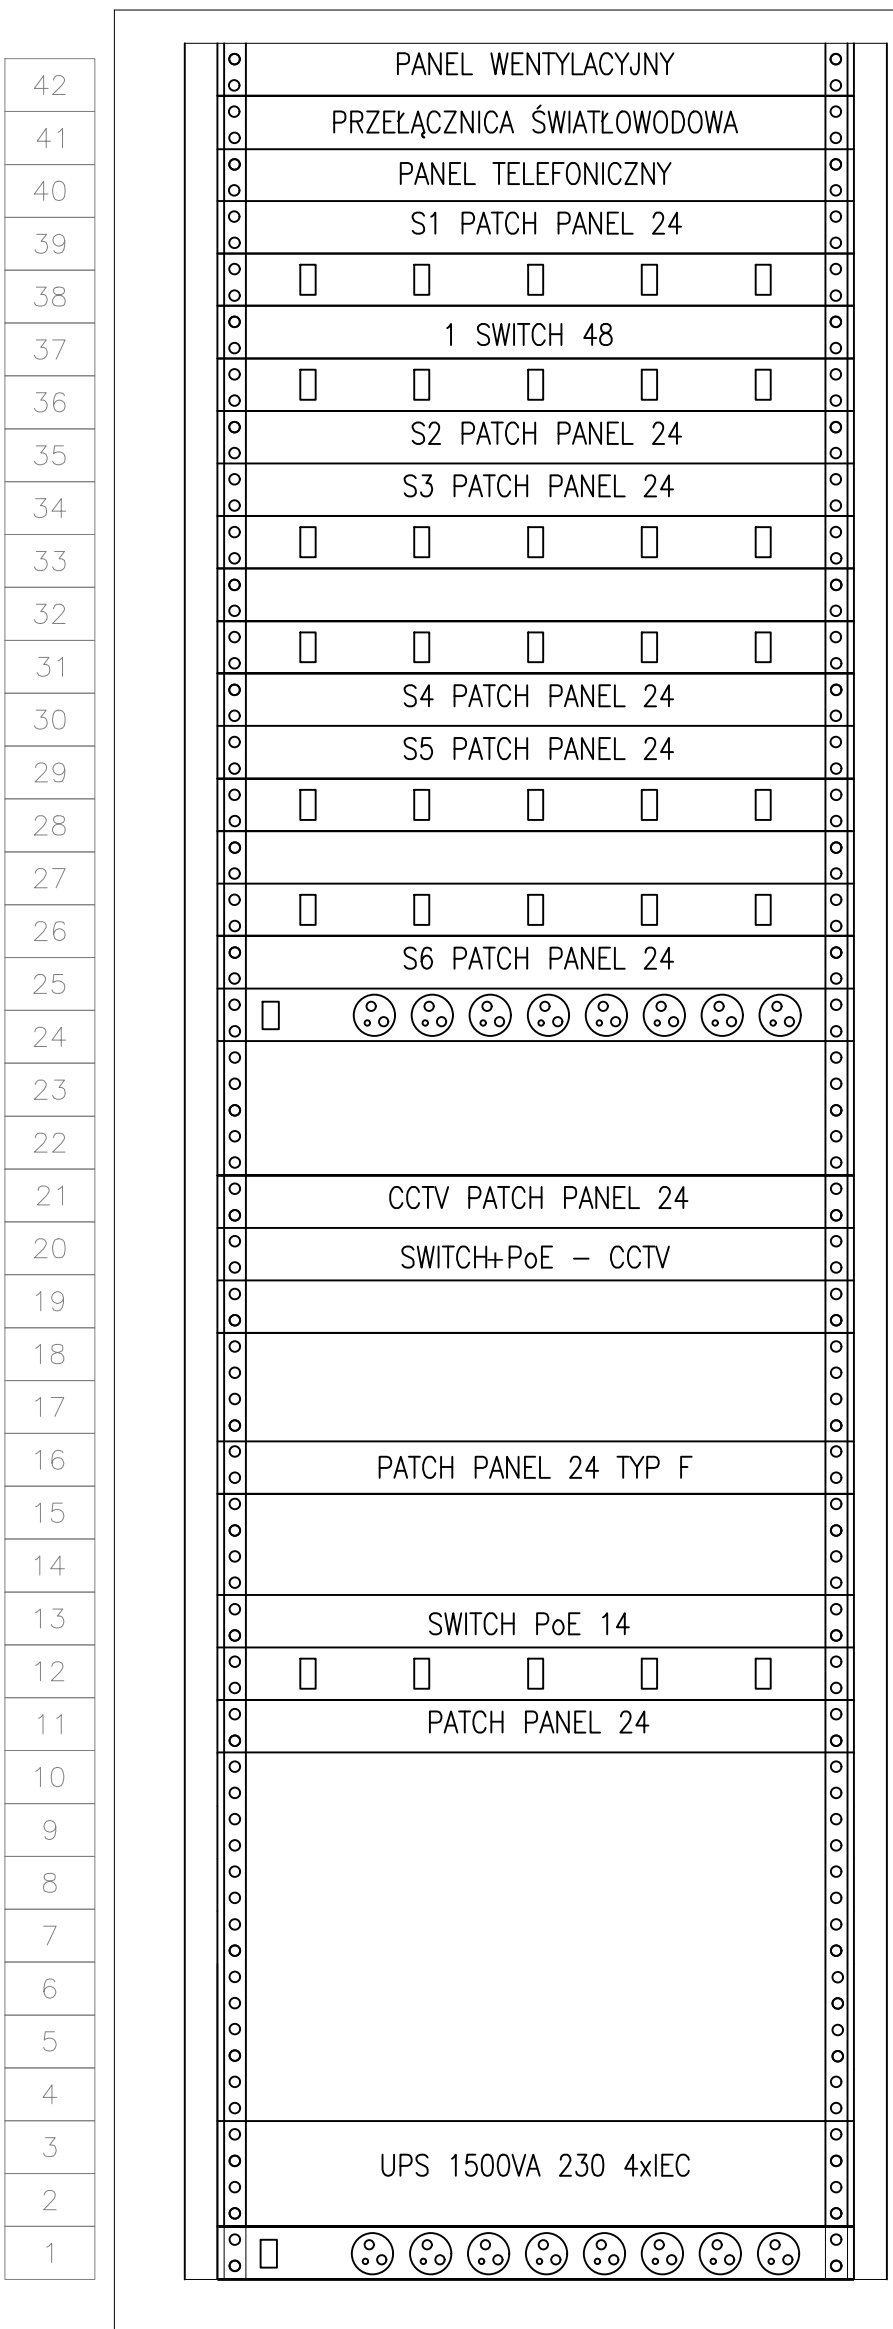 42
PANEL WENTYLACYJNY
41
PRZEŁĄCZNICA ŚWIATŁOWODOWA
40
PANEL TELEFONICZNY
39
S1 PATCH PANEL 24
38
37
1 SWITCH 48
36
35
S2 PATCH PANEL 24
34
S3 PATCH PANEL 24
33
32
31
30
S4 PATCH PANEL 24
29
S5 PATCH PANEL 24
28
27
26
25
S6 PATCH PANEL 24
24
23
22
21
CCTV PATCH PANEL 24
20
SWITCH+PoE – CCTV
19
18
17
16
PATCH PANEL 24 TYP F
15
14
13
SWITCH PoE 14
12
11
PATCH PANEL 24
10
9
8
7
6
5
4
3
UPS 1500VA 230 4xIEC
2
1